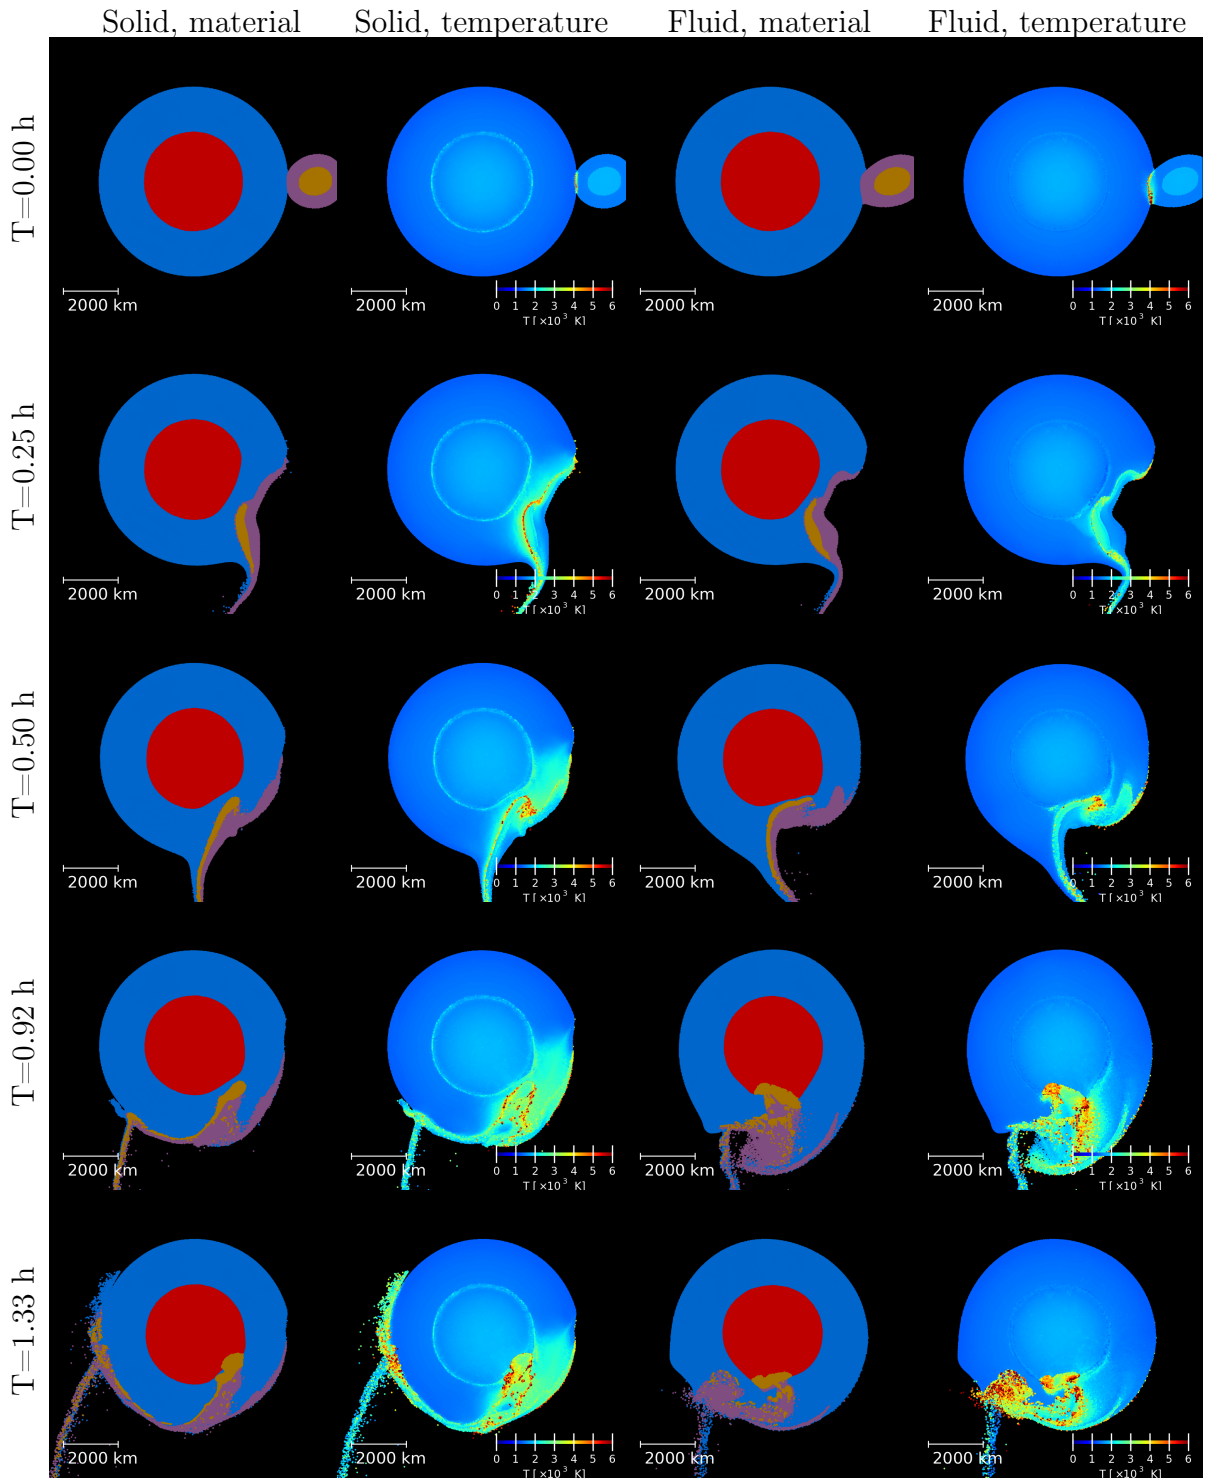 Solid, material Solid, temperature Fluid, material Fluid, temperature
T=0.00 h
2000 km 2000 km 2000 km 2000 km
0 1 2 3 4 5 6 0 1 2 3 4 5 6
T [×10³ K] T [×10³ K]
T=0.25 h
2000 km 2000 km 2000 km 2000 km
0 1 2 3 4 5 6 0 1 2 3 4 5 6
T [×10³ K] T [×10³ K]
T=0.50 h
2000 km 2000 km 2000 km 2000 km
0 1 2 3 4 5 6 0 1 2 3 4 5 6
T [×10³ K] T [×10³ K]
T=0.92 h
2000 km 2000 km 2000 km 2000 km
0 1 2 3 4 5 6 0 1 2 3 4 5 6
T [×10³ K] T [×10³ K]
T=1.33 h
2000 km 2000 km 2000 km 2000 km
0 1 2 3 4 5 6 0 1 2 3 4 5 6
T [×10³ K] T [×10³ K]